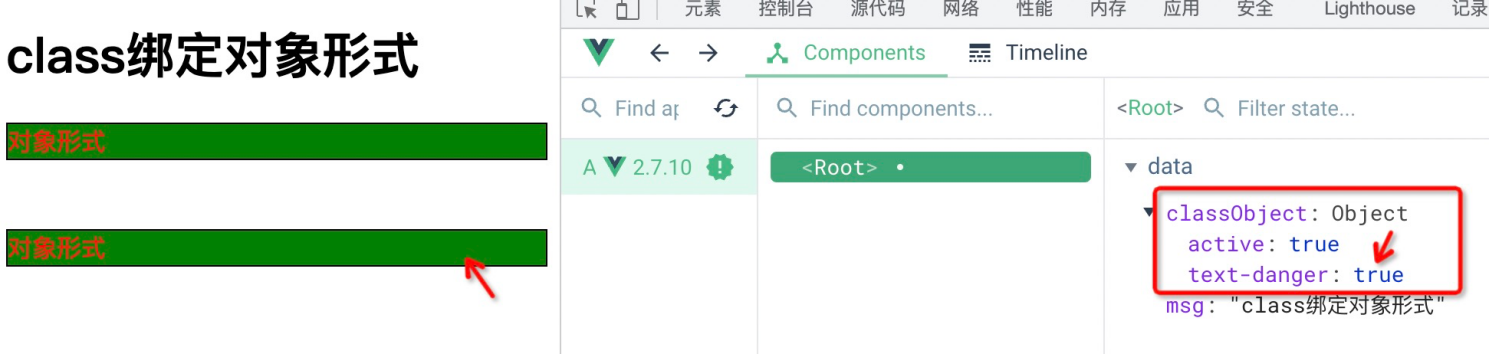 class绑定对象形式
对象形式
对象形式
元素 控制台 源代码 网络 性能 内存 应用 安全 Lighthouse 记录
Components Timeline
Find ap Find components... <Root> Filter state...
A 2.7.10 <Root>
data
classObject: Object
active: true
text-danger: true
msg: "class绑定对象形式"